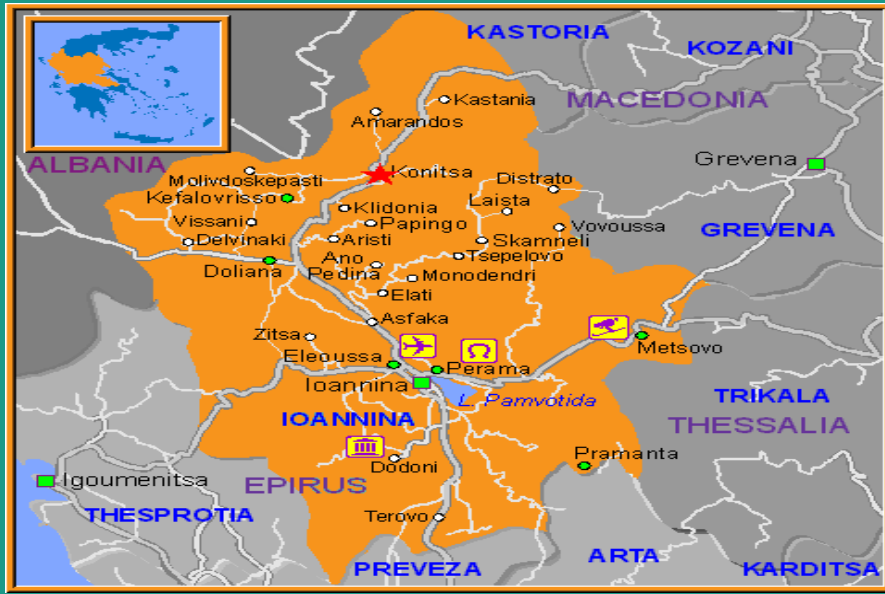 KASTORIA
KOZANI
Kastania
MACEDONIA
Amarandos
ALBANIA
Grevena
Konitsa
Molivdoskepasti
Distrato
Kefalovrisso
Laista
Klidonia
Vissani
Papingo
Vovoussa
GREVENA
Delvinaki
Aristi
Skamneli
Ano
Pedina
Tsepelovo
Doliana
Monodendri
Elati
Asfaka
Zitsa
Metsovo
Eleoussa
Perama
Ioannina
L. Pamvotida
TRIKALA
IOANNINA
THESSALIA
Pramanta
Dodoni
Igoumenitsa
EPIRUS
THESPROTIA
Terovo
ARTA
PREVEZA
KARDITSA